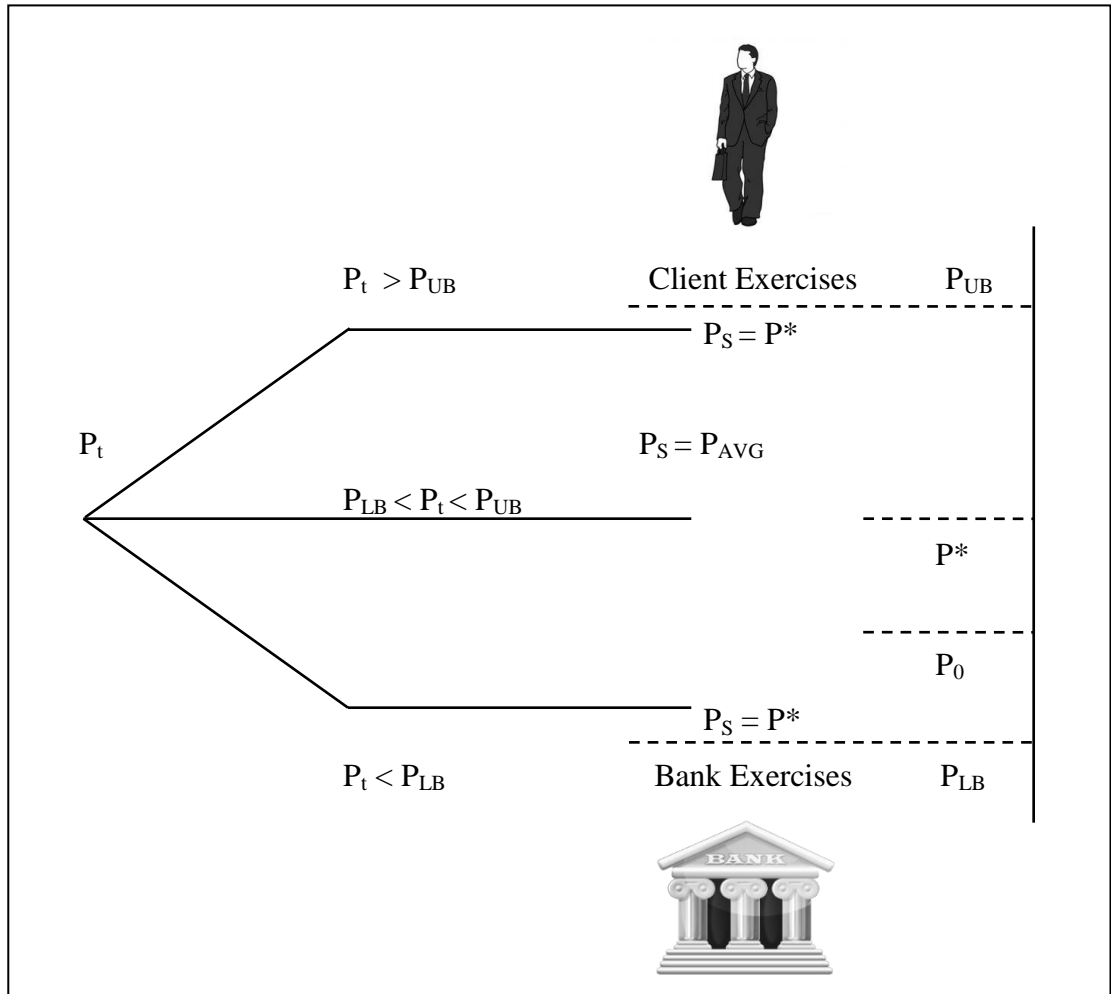 P_t > P_UB Client Exercises P_UB
P_S = P*
P_t P_S = P_AVG
P_LB < P_t < P_UB
P*
P_0
P_S = P*
P_t < P_LB Bank Exercises P_LB
BANK